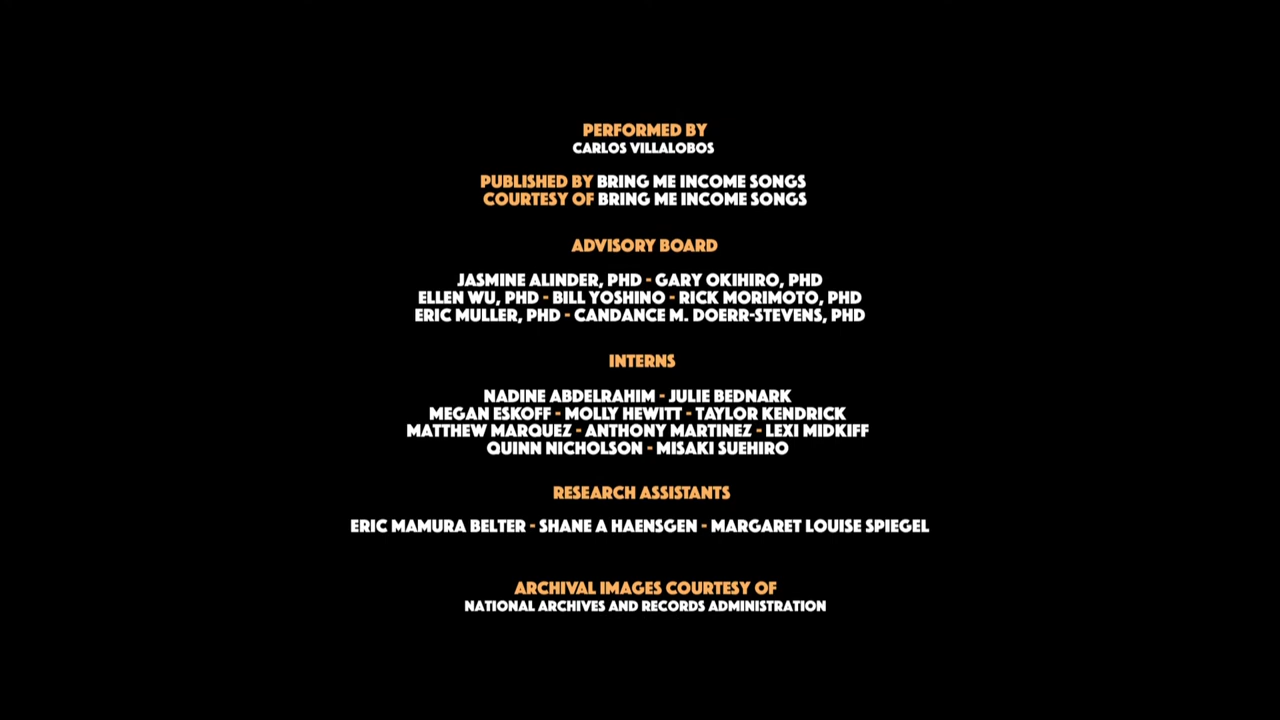 PERFORMED BY
CARLOS VILLALOBOS
PUBLISHED BY BRING ME INCOME SONGS
COURTESY OF BRING ME INCOME SONGS
ADVISORY BOARD
JASMINE ALINDER, PHD - GARY OKIHIRO, PHD
ELLEN WU, PHD - BILL YOSHINO - RICK MORIMOTO, PHD
ERIC MULLER, PHD - CANDANCE M. DOERR-STEVENS, PHD
INTERNS
NADINE ABDELRAHIM - JULIE BEDNARK
MEGAN ESKOFF - MOLLY HEWITT - TAYLOR KENDRICK
MATTHEW MARQUEZ - ANTHONY MARTINEZ - LEXI MIDKIFF
QUINN NICHOLSON - MISAKI SUEHIRO
RESEARCH ASSISTANTS
ERIC MAMURA BELTER - SHANE A HAENSGEN - MARGARET LOUISE SPIEGEL
ARCHIVAL IMAGES COURTESY OF
NATIONAL ARCHIVES AND RECORDS ADMINISTRATION